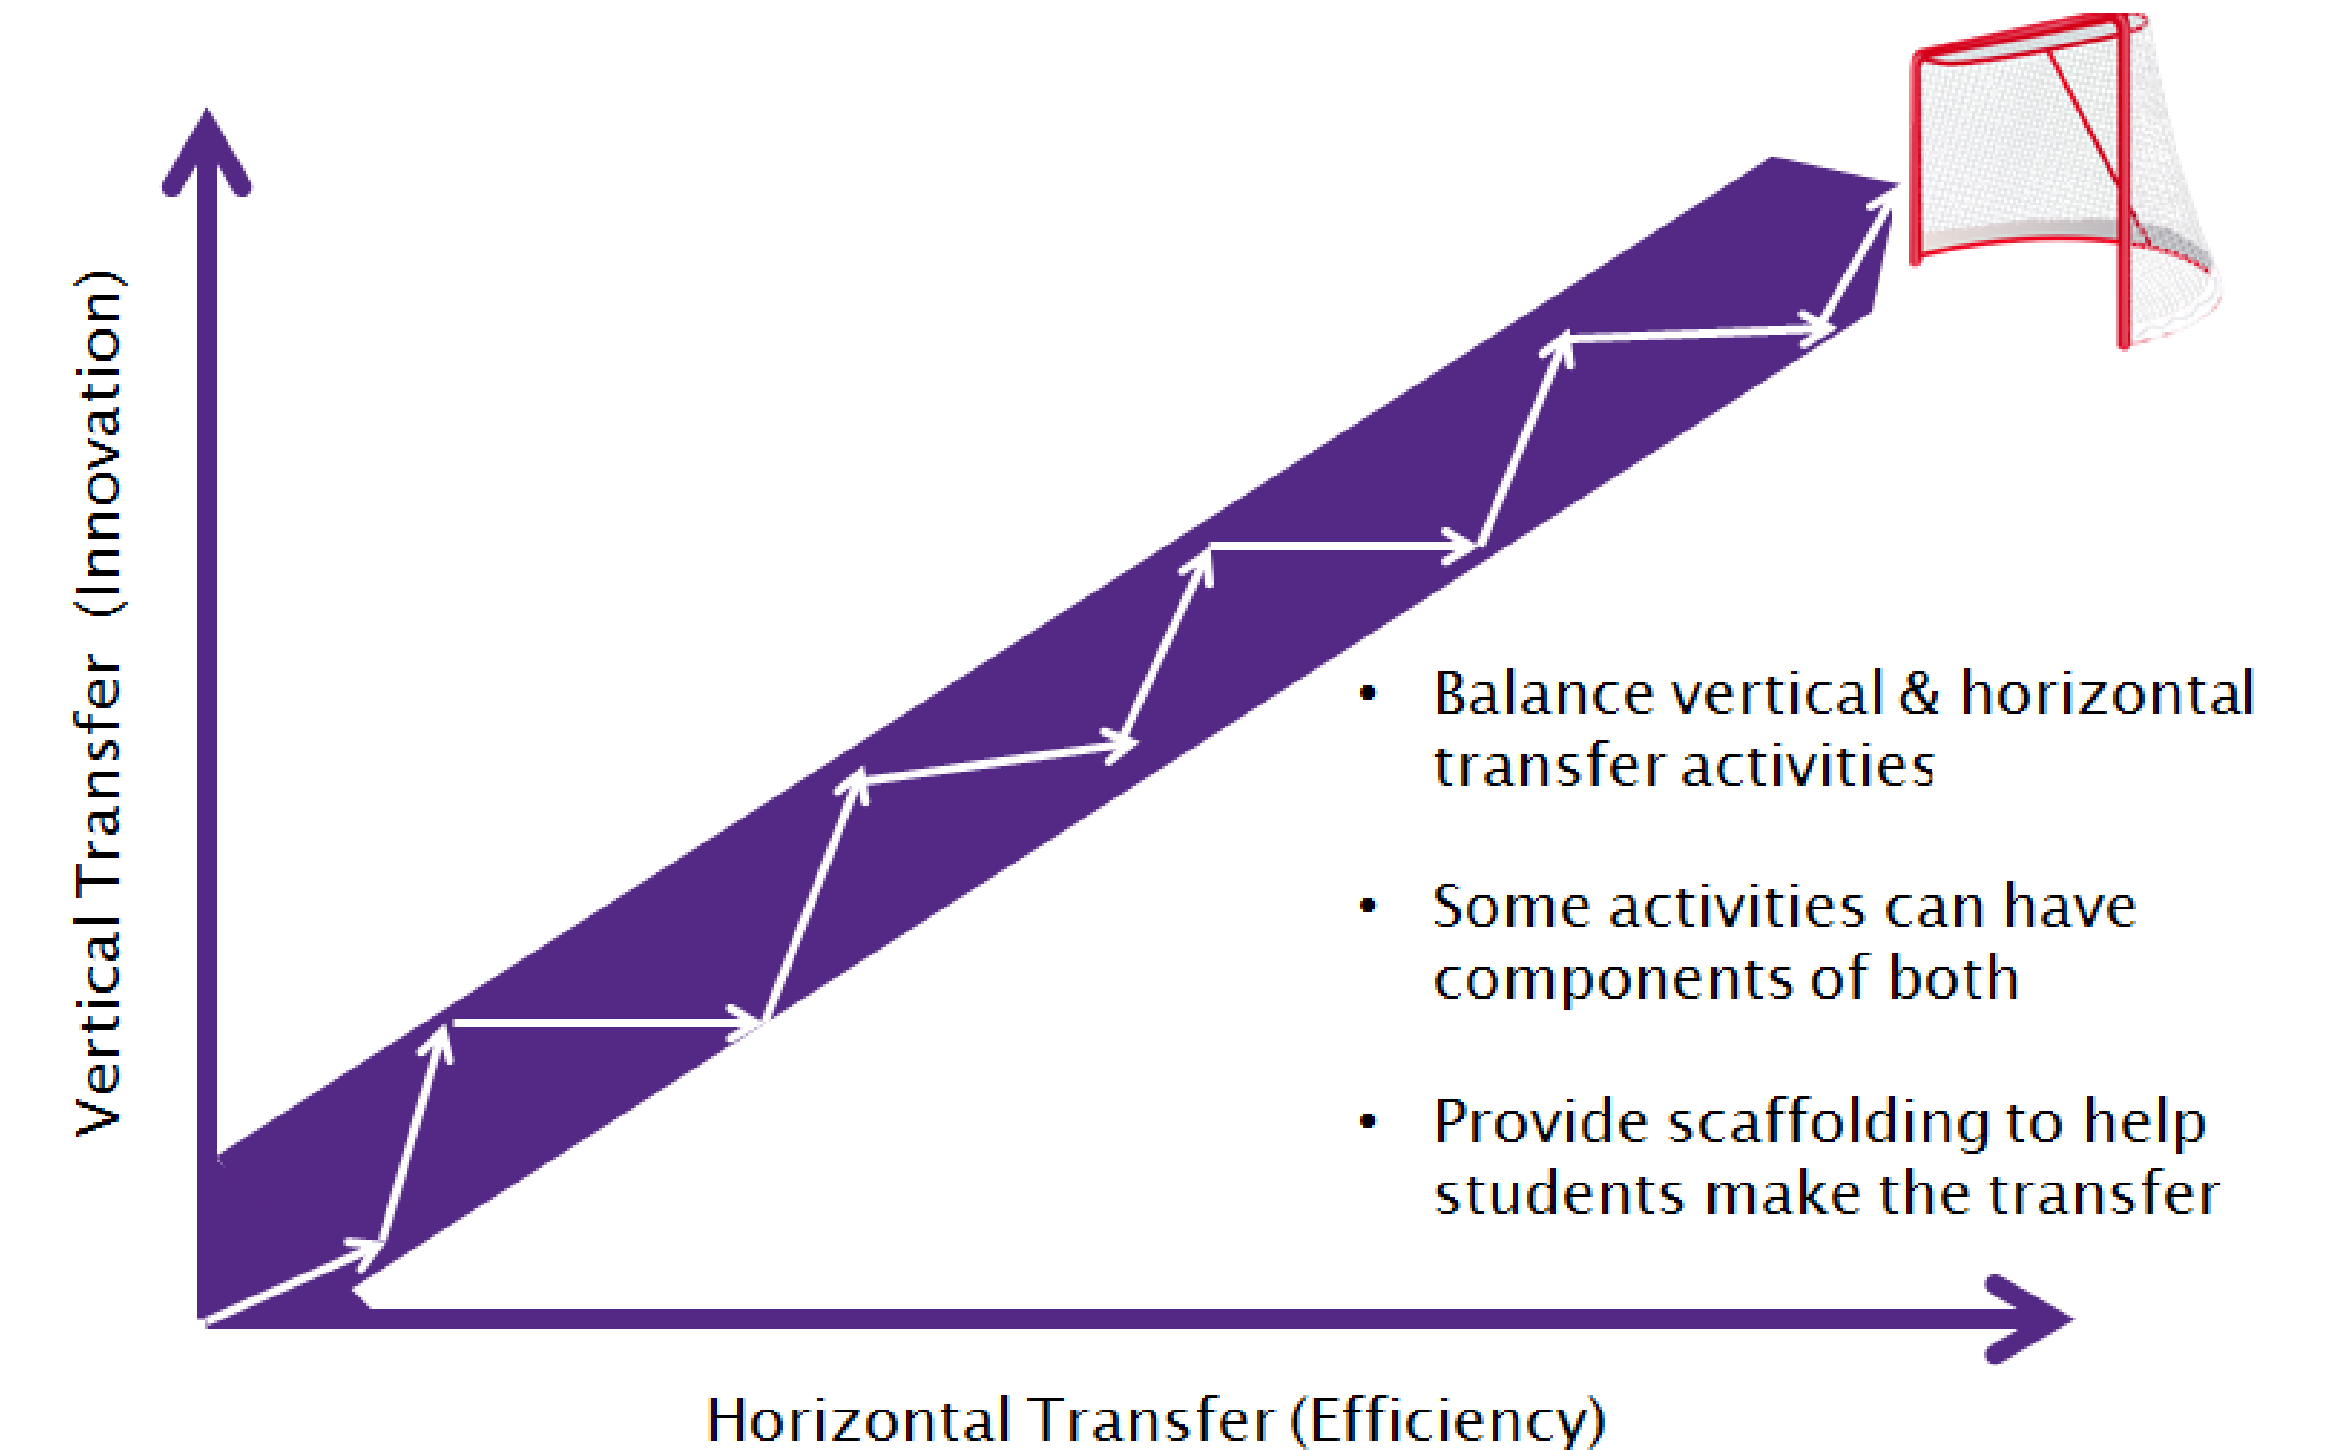 Vertical Transfer (Innovation)
• Balance vertical & horizontal
transfer activities
• Some activities can have
components of both
• Provide scaffolding to help
students make the transfer
Horizontal Transfer (Efficiency)